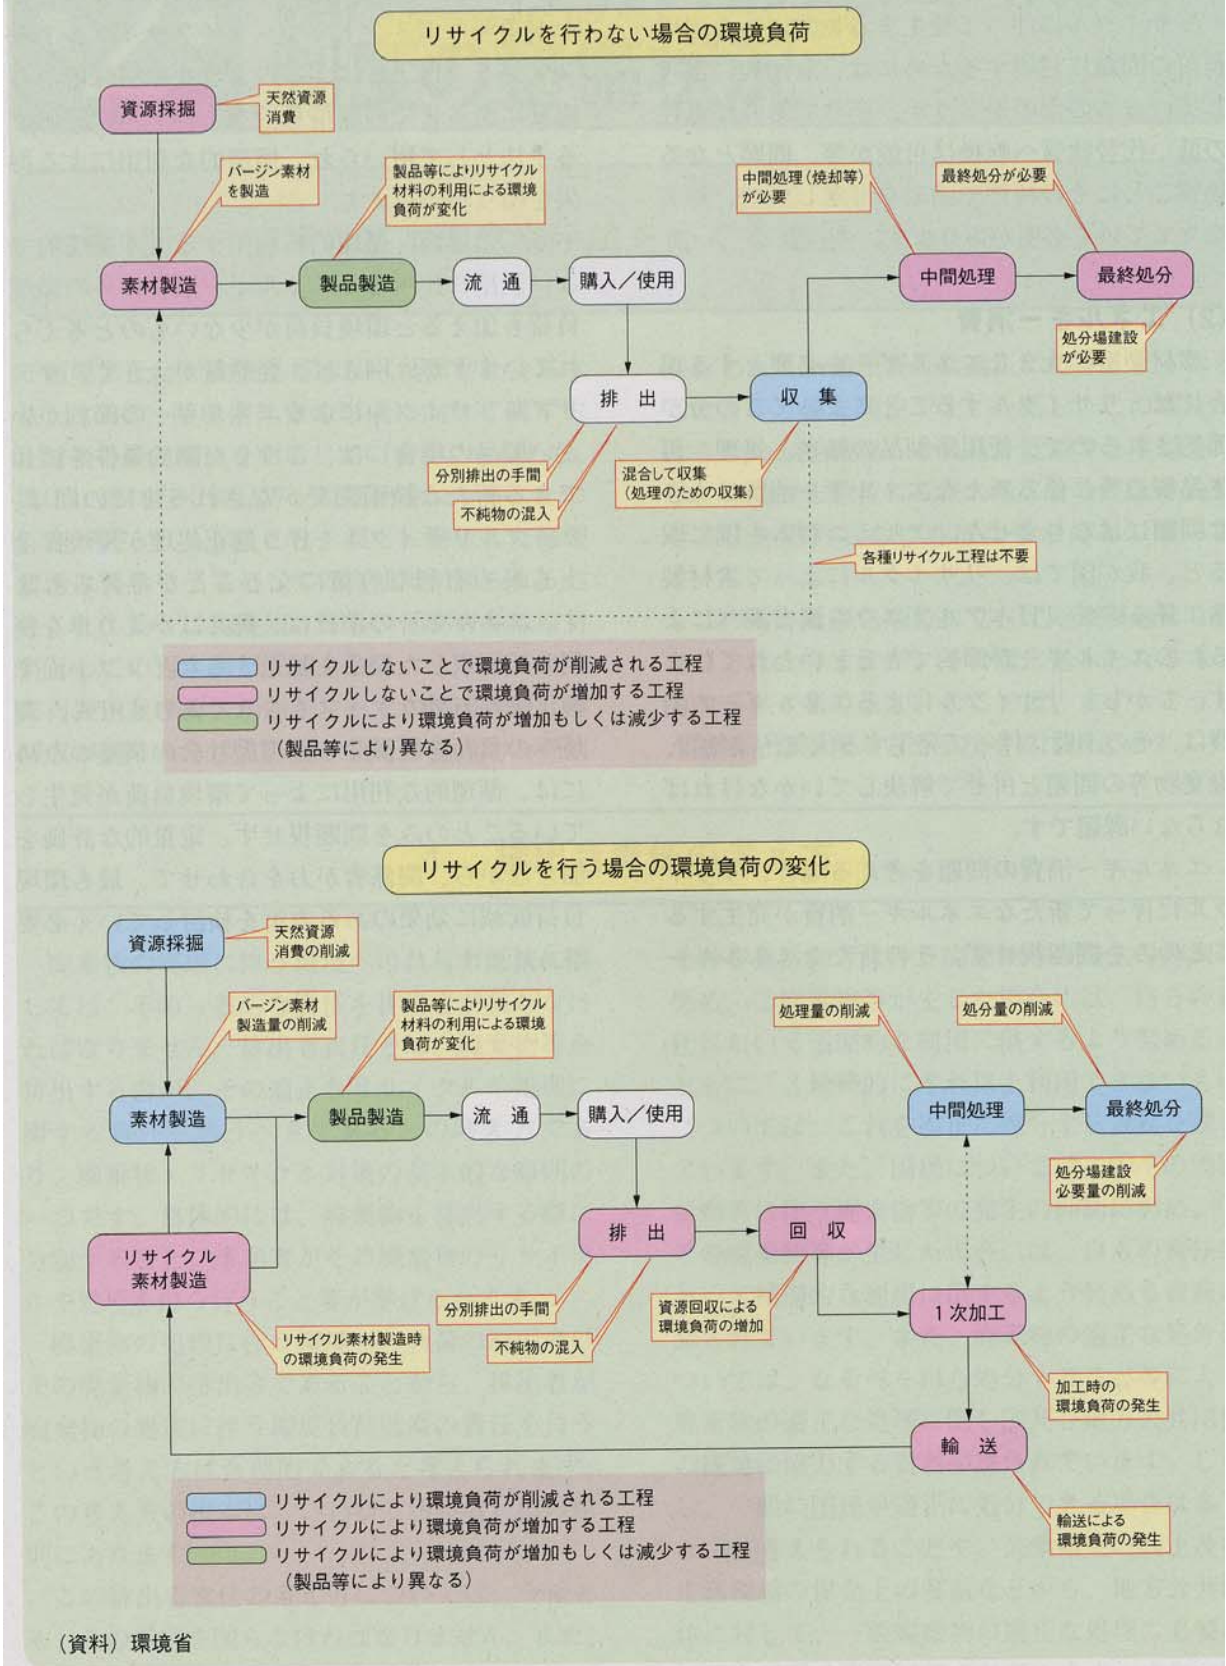 リサイクルを行わない場合の環境負荷
資源採掘
天然資源
消費
バージン素材
を製造
製品等によりリサイクル
材料の利用による環境
負荷が変化
中間処理(焼却等)
が必要
最終処分が必要
素材製造
製品製造
流 通
購入/使用
中間処理
最終処分
処分場建設
が必要
排 出
収 集
分別排出の手間
不純物の混入
混合して収集
(処理のための収集)
各種リサイクル工程は不要
リサイクルしないことで環境負荷が削減される工程
リサイクルしないことで環境負荷が増加する工程
リサイクルにより環境負荷が増加もしくは減少する工程
(製品等により異なる)
リサイクルを行う場合の環境負荷の変化
資源採掘
天然資源
消費の削減
バージン素材
製造量の削減
製品等によりリサイクル
材料の利用による環境
負荷が変化
処理量の削減
処分量の削減
素材製造
製品製造
流 通
購入/使用
中間処理
最終処分
処分場建設
必要量の削減
リサイクル
素材製造
排 出
回 収
分別排出の手間
不純物の混入
資源回収による
環境負荷の増加
1次加工
リサイクル素材製造時
の環境負荷の発生
加工時の
環境負荷の発生
輸 送
輸送による
環境負荷の発生
リサイクルにより環境負荷が削減される工程
リサイクルにより環境負荷が増加する工程
リサイクルにより環境負荷が増加もしくは減少する工程
(製品等により異なる)
(資料)環境省